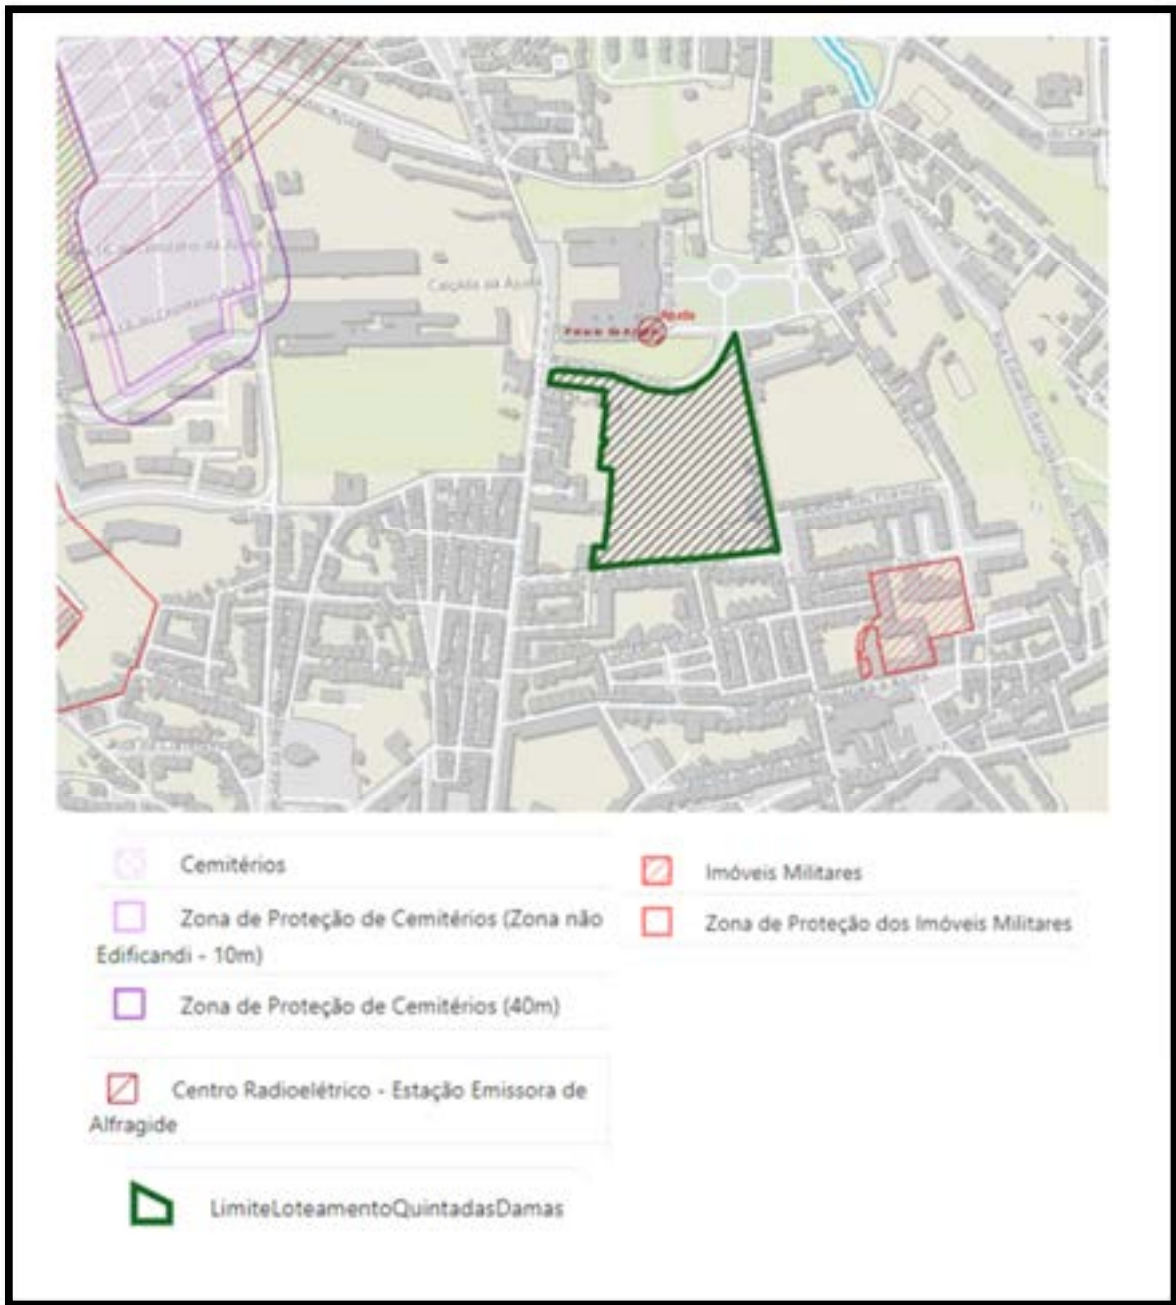 Calçada da Ajuda
Ajuda
Cemitérios
Zona de Proteção de Cemitérios (Zona não
Edificandi - 10m)
Zona de Proteção de Cemitérios (40m)
Centro Radioelétrico - Estação Emissora de
Alfragide
LimiteLoteamentoQuintadasDamas
Imóveis Militares
Zona de Proteção dos Imóveis Militares